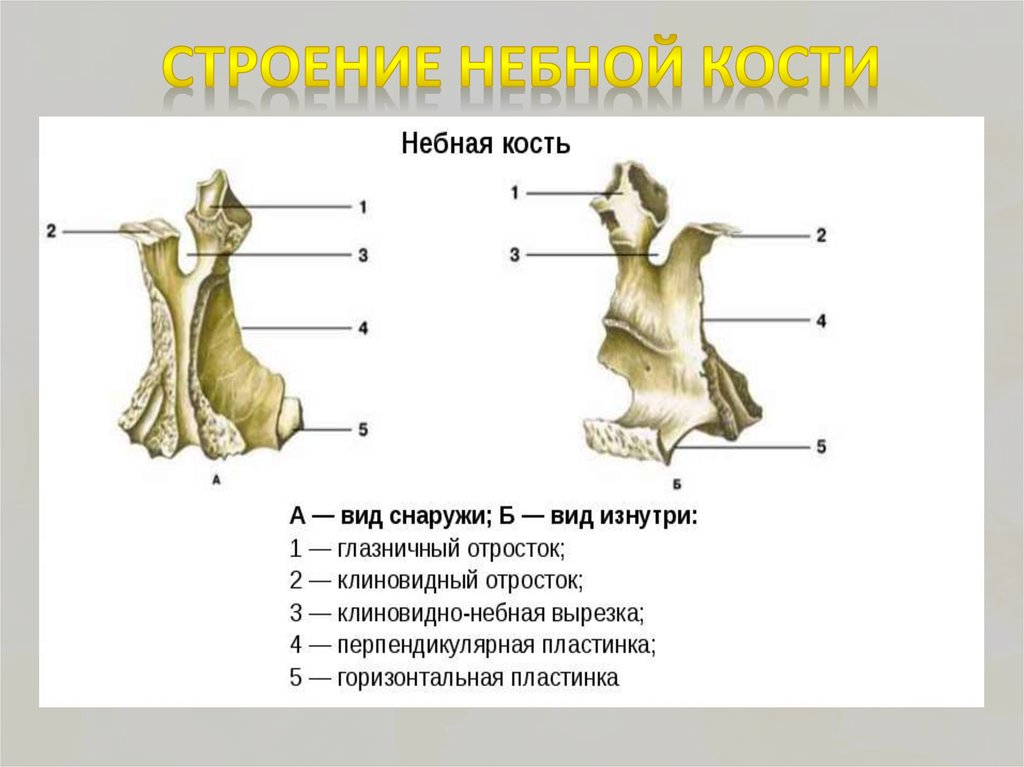 СТРОЕНИЕ НЕБНОЙ КОСТИ
Небная кость
1
2
3
4
5
А
1
2
3
4
5
Б
А — вид снаружи; Б — вид изнутри:
1 — глазничный отросток;
2 — клиновидный отросток;
3 — клиновидно-небная вырезка;
4 — перпендикулярная пластинка;
5 — горизонтальная пластинка